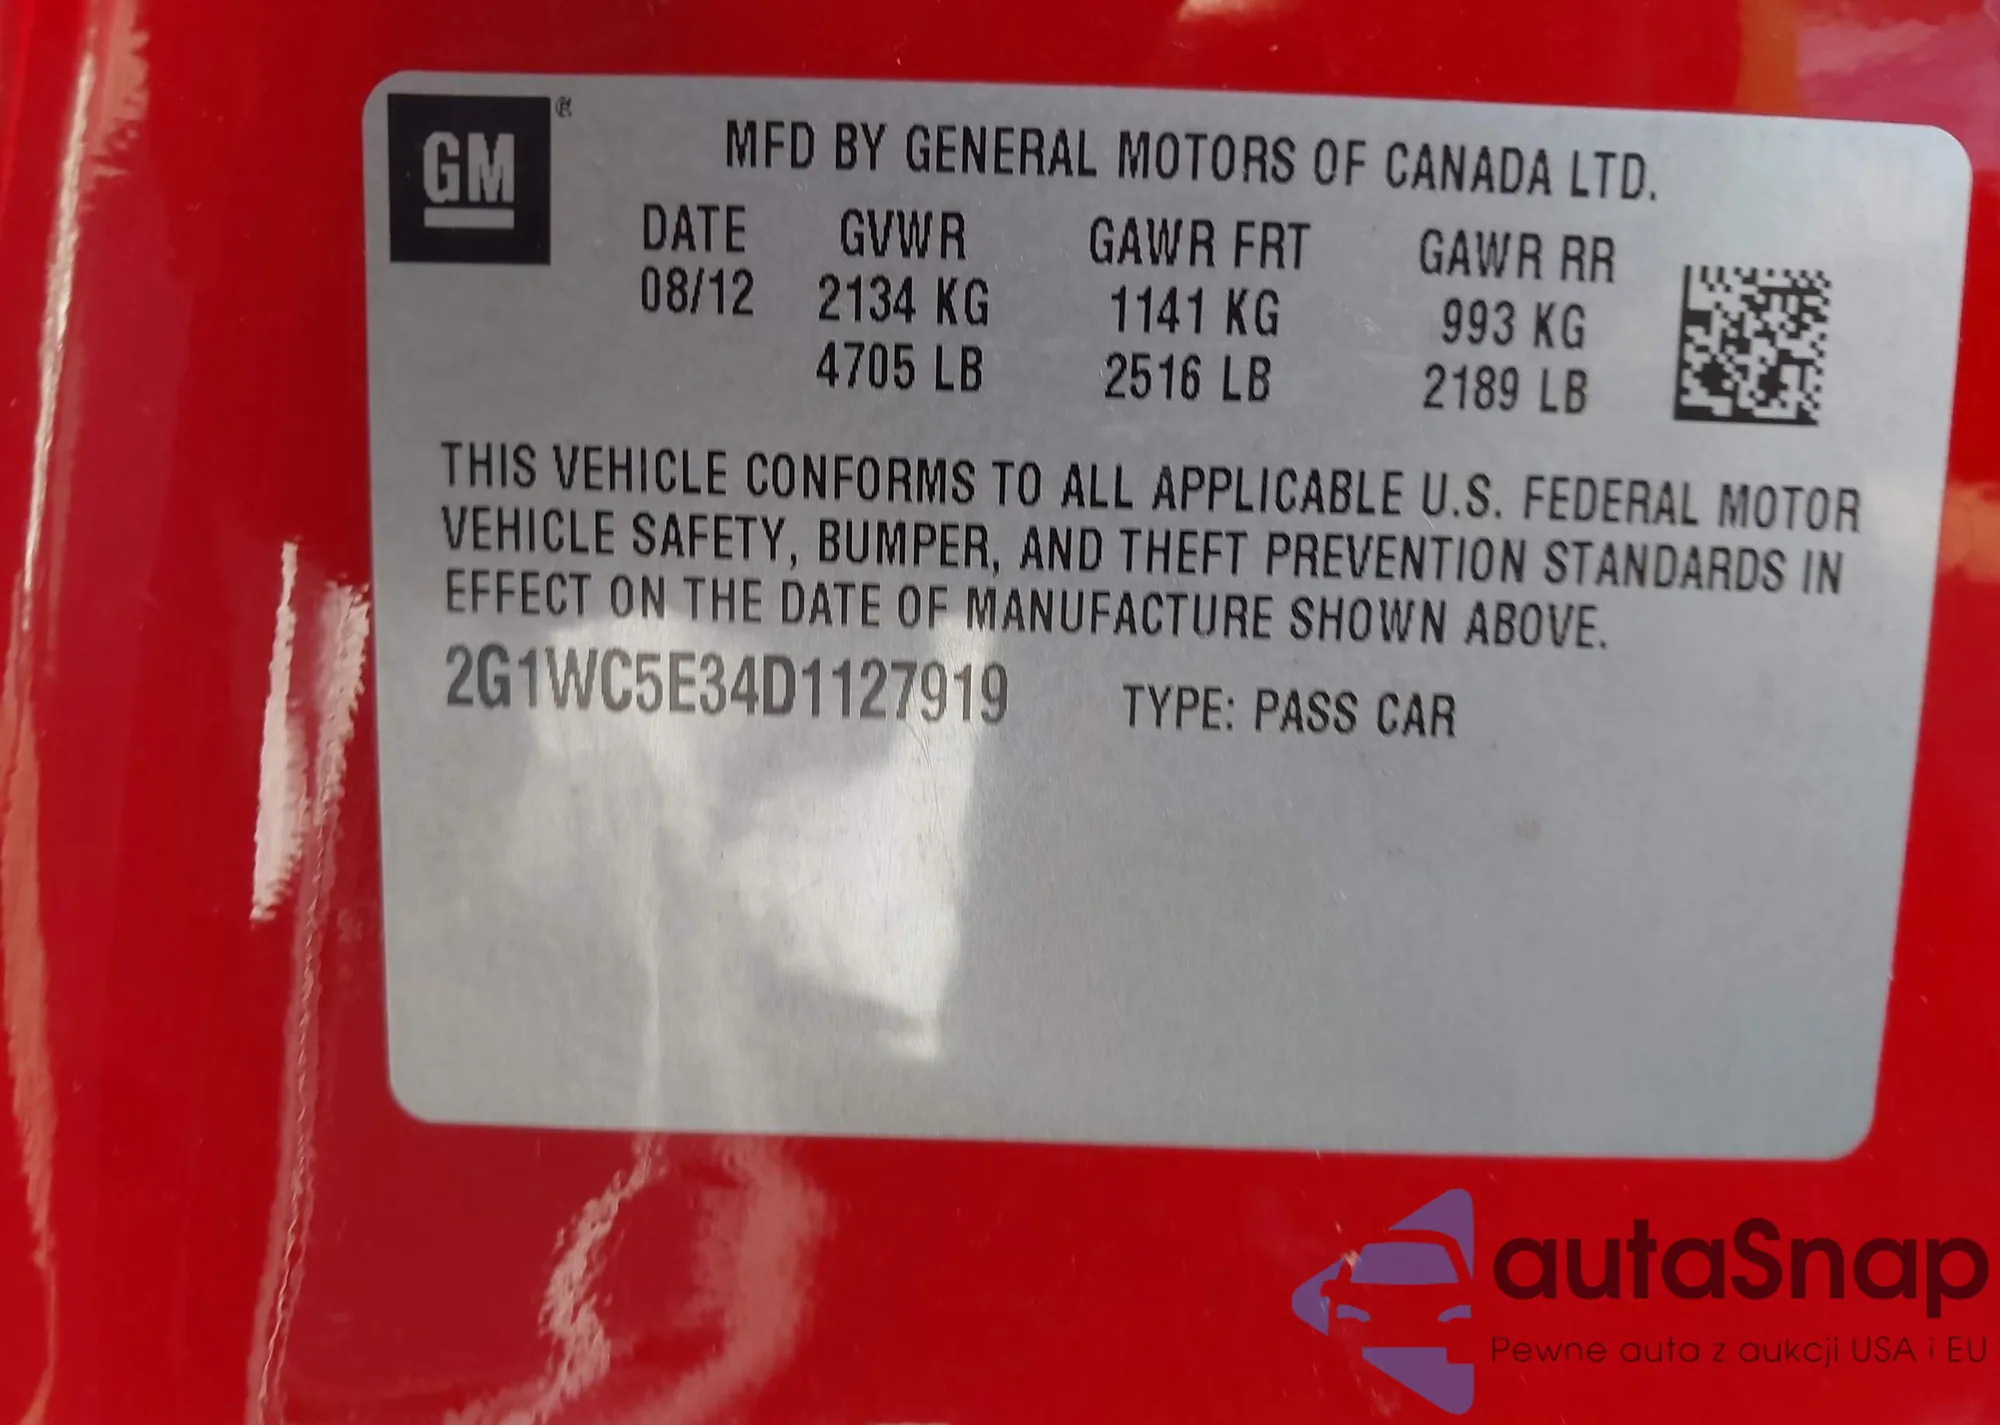 GM ®
MFD BY GENERAL MOTORS OF CANADA LTD.
DATE GVWR GAWR FRT GAWR RR
08/12 2134 KG 1141 KG 993 KG
4705 LB 2516 LB 2189 LB
THIS VEHICLE CONFORMS TO ALL APPLICABLE U.S. FEDERAL MOTOR
VEHICLE SAFETY, BUMPER, AND THEFT PREVENTION STANDARDS IN
EFFECT ON THE DATE OF MANUFACTURE SHOWN ABOVE.
2G1WC5E34D1127919 TYPE: PASS CAR
autaSnap
Pewne auta z aukcji USA i EU